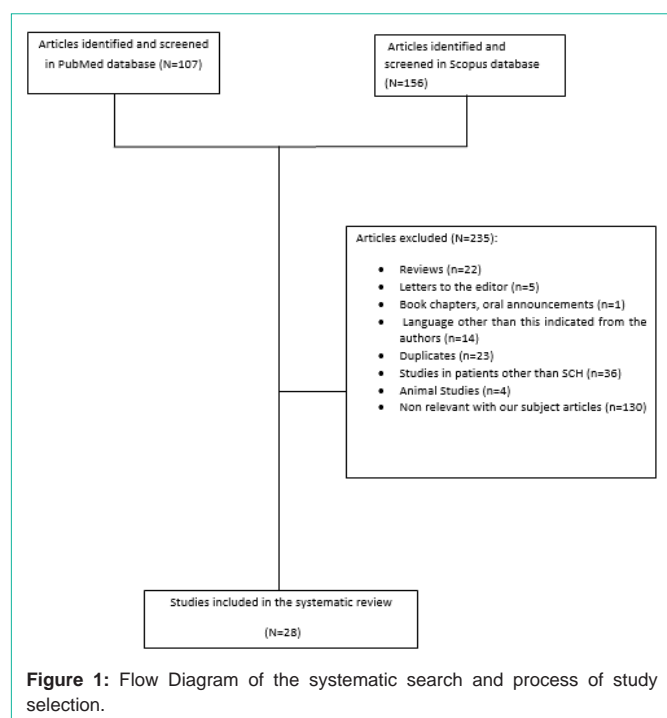 Articles identified and screened
in PubMed database (N=107)
Articles identified and
screened in Scopus database
(N=156)
Articles excluded (N=235):
• Reviews (n=22)
• Letters to the editor (n=5)
• Book chapters, oral announcements (n=1)
• Language other than this indicated from the
authors (n=14)
• Duplicates (n=23)
• Studies in patients other than SCH (n=36)
• Animal Studies (n=4)
• Non relevant with our subject articles (n=130)
Studies included in the systematic review
(N=28)
Figure 1: Flow Diagram of the systematic search and process of study
selection.